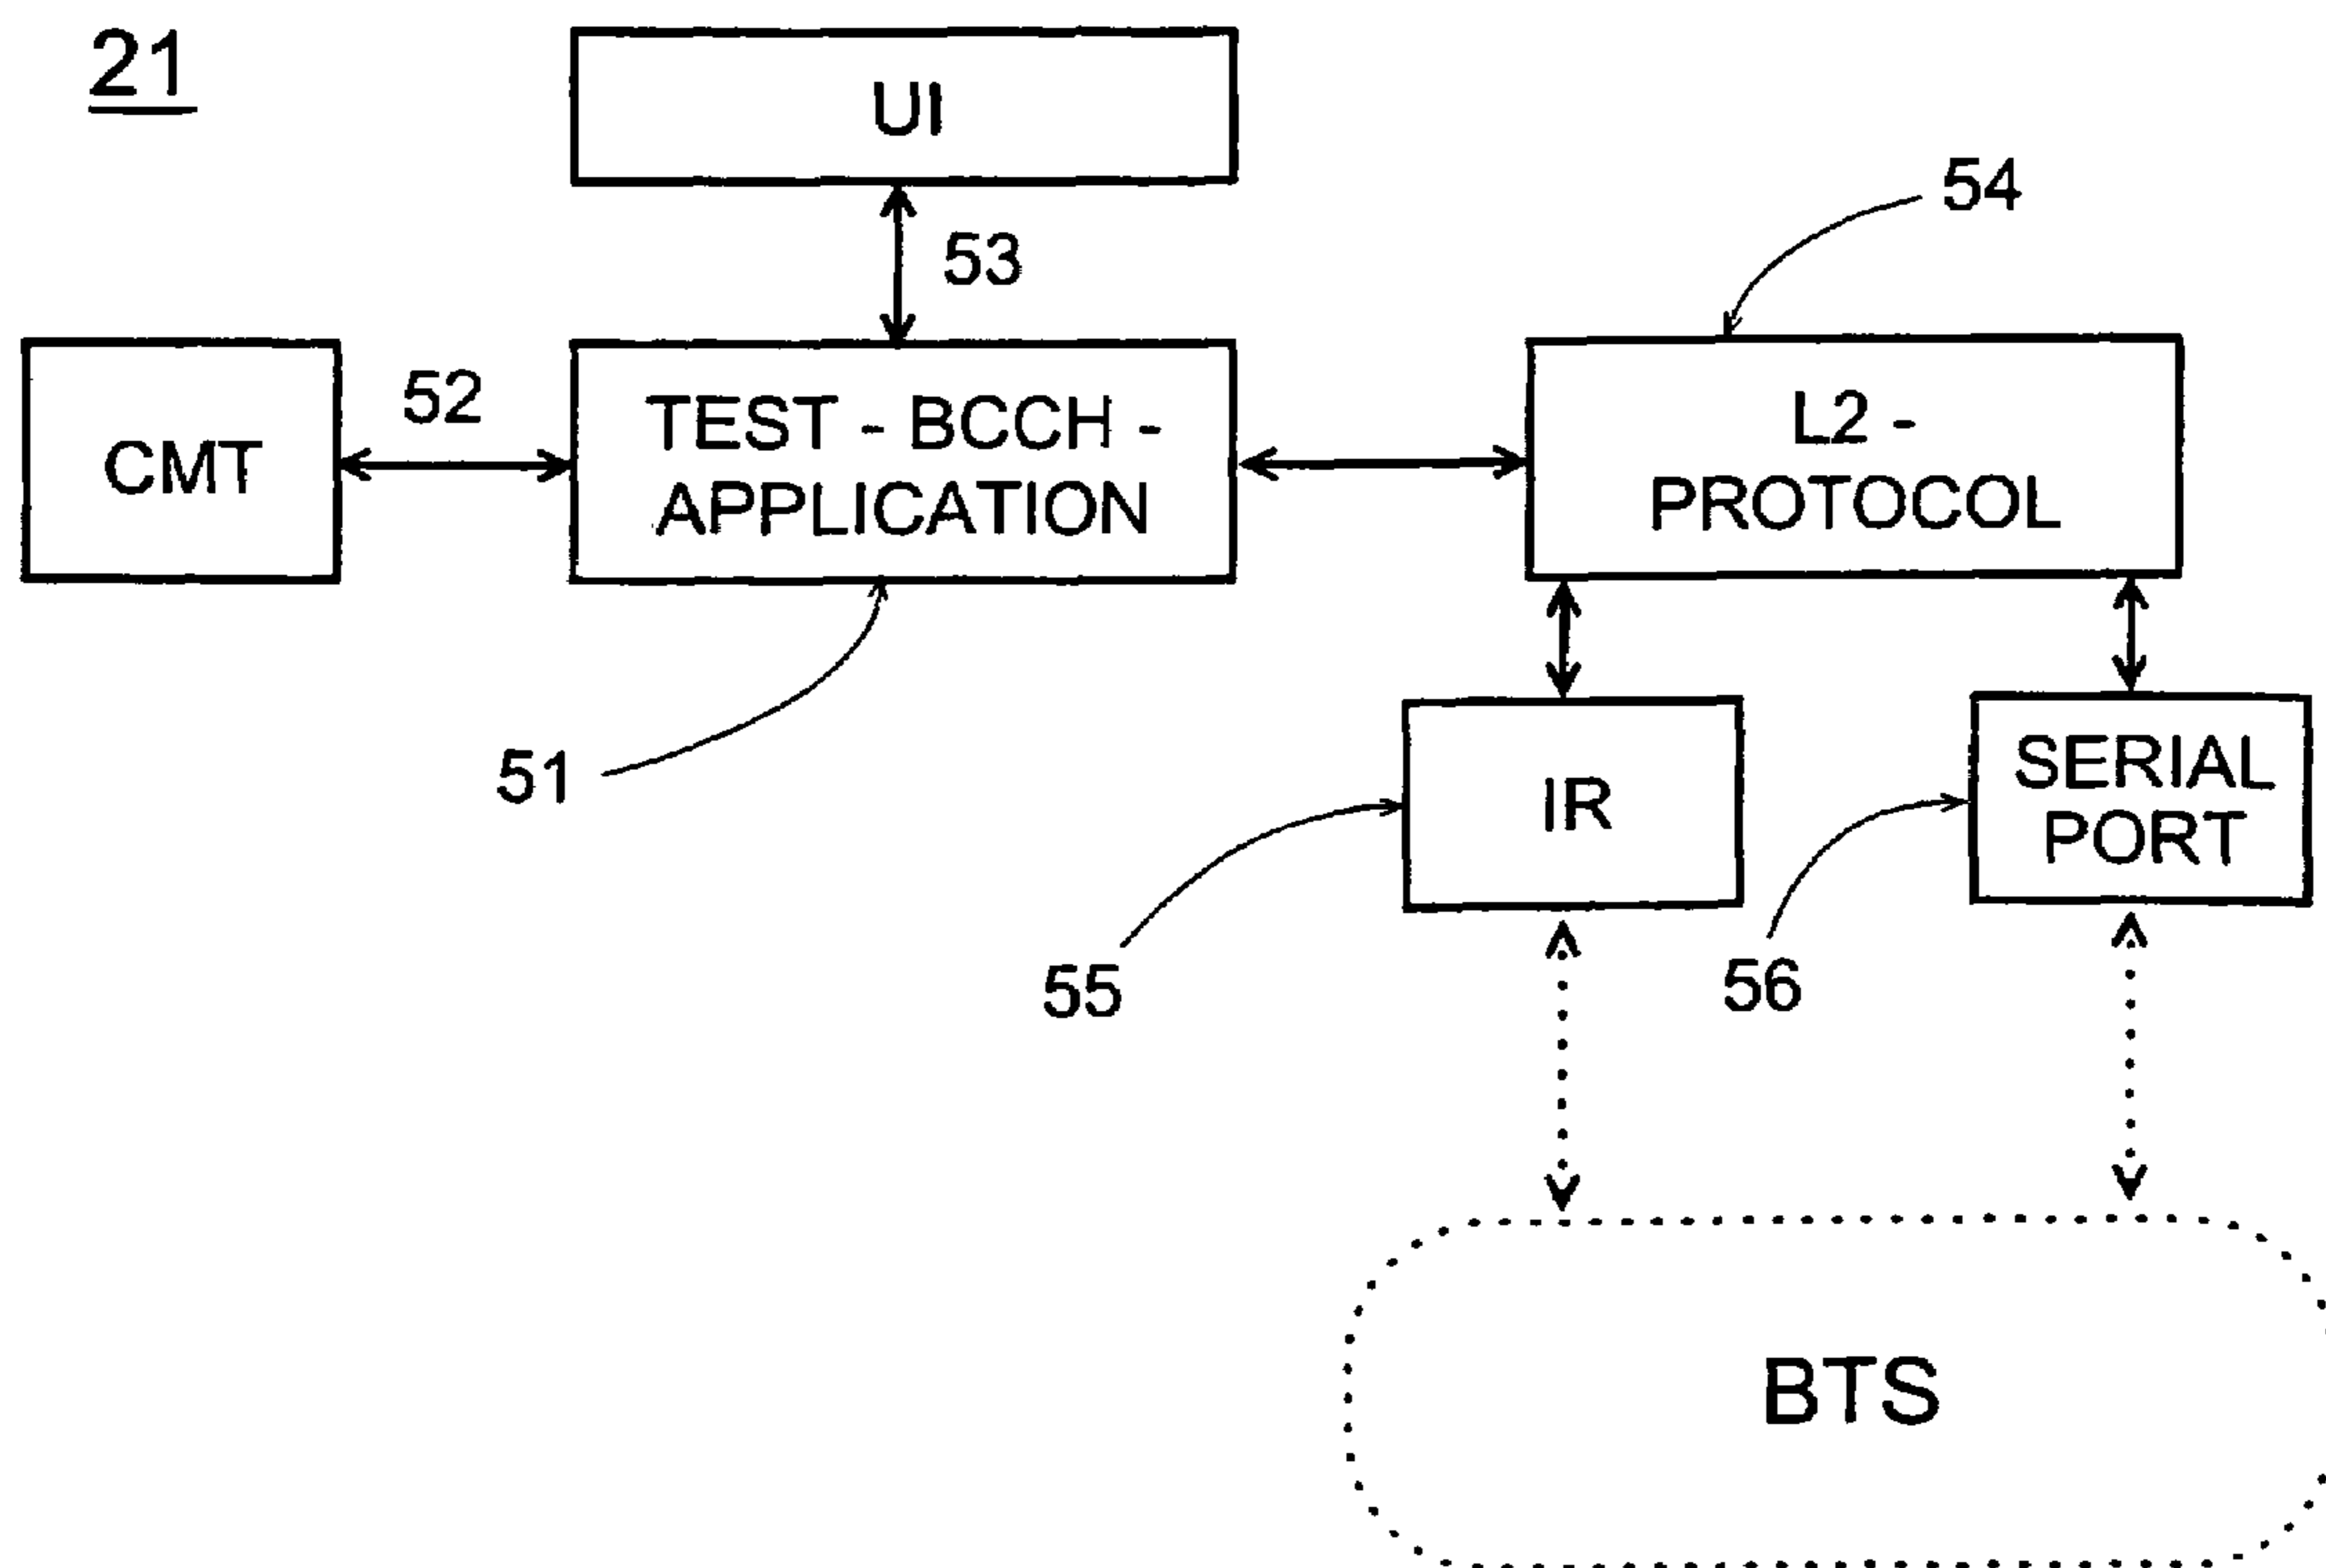 21
UI
53
54
CMT
52
TEST - BCCH -
APPLICATION
L2 -
PROTOCOL
51
IR
SERIAL
PORT
55
56
BTS